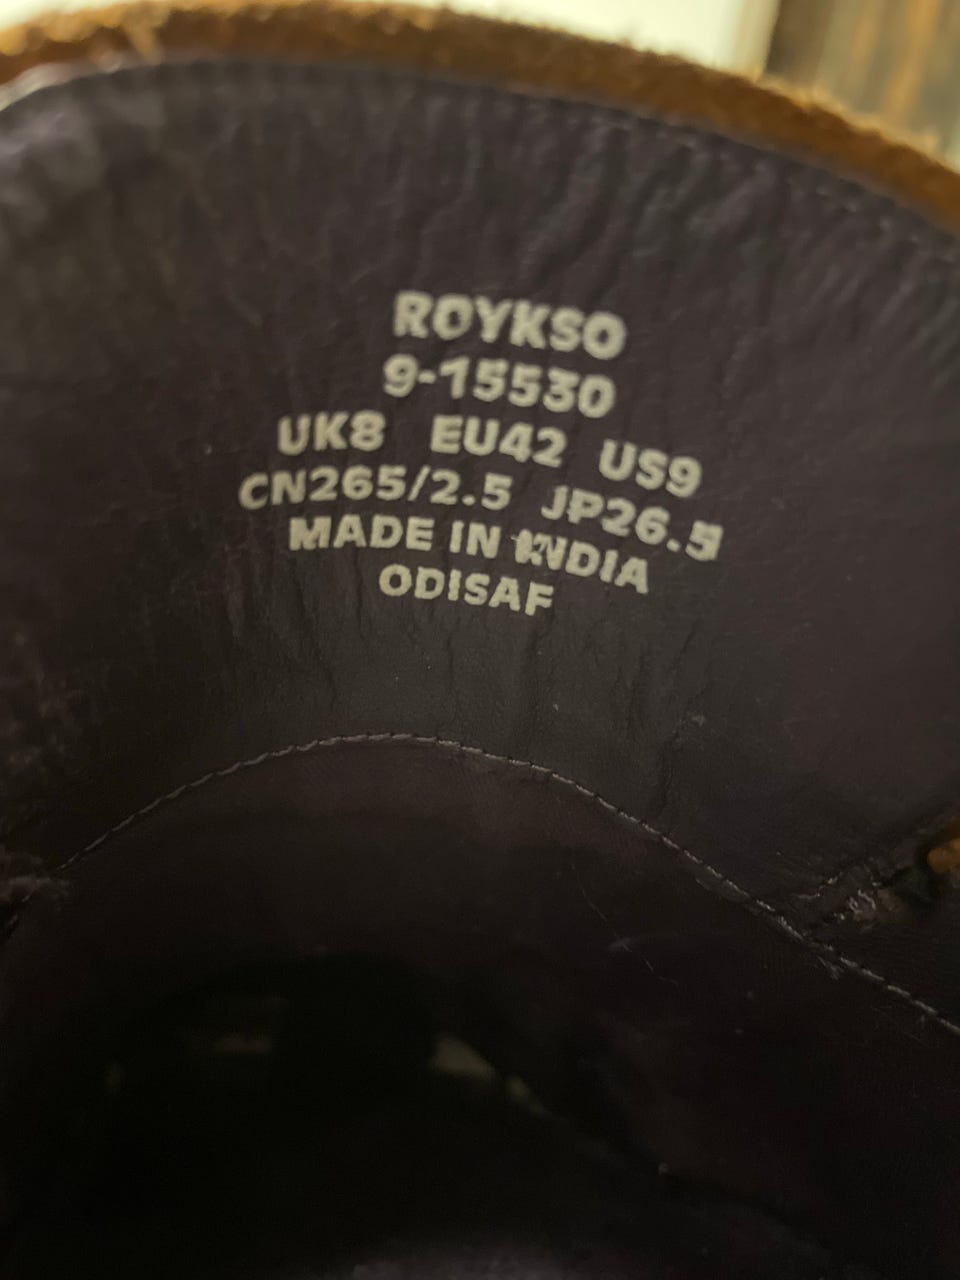 ROYKSO
9-15530
UK8 EU42 US9
CN265/2.5 JP26.5
MADE IN INDIA
ODISAF